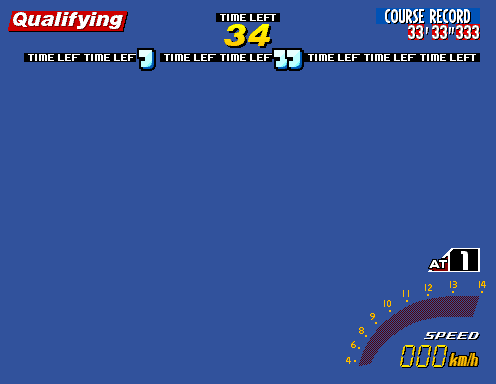 Qualifying
TIME LEFT
34
COURSE RECORD
33'33"333
TIME LEF TIME LEF ' TIME LEF TIME LEF " TIME LEF TIME LEF TIME LEFT
AT 1
4 6 8 9 10 11 12 13 14
SPEED
000 km/h